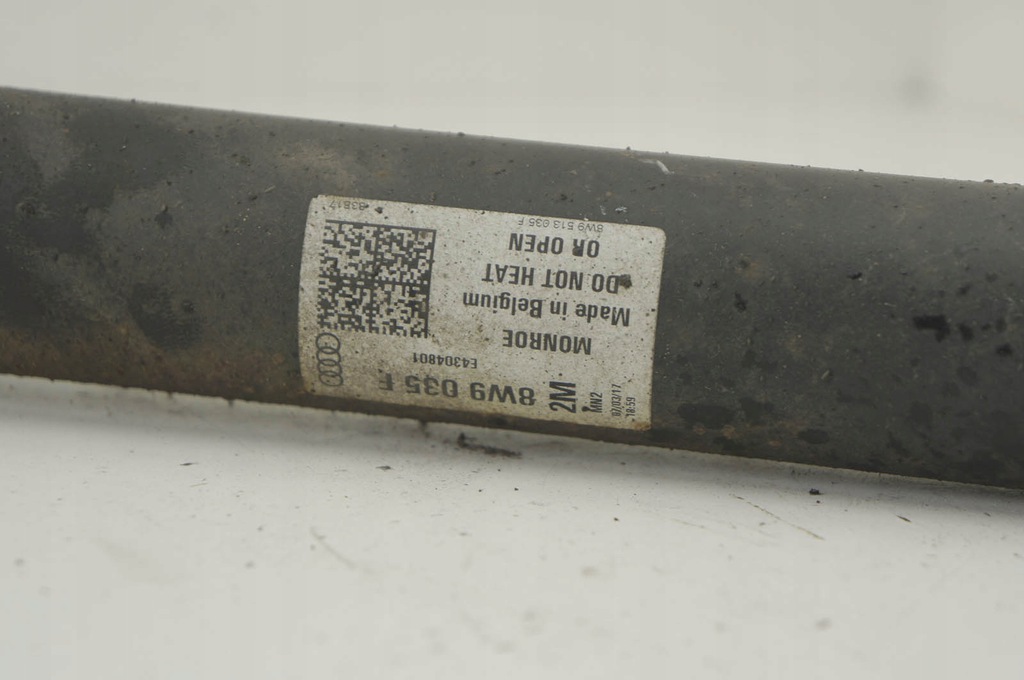 8W9 035 F
E4304801
MONROE
Made in Belgium
DO NOT HEAT
OR OPEN
8W9 513 035 F
2M
MN2
07/03/17
18:59